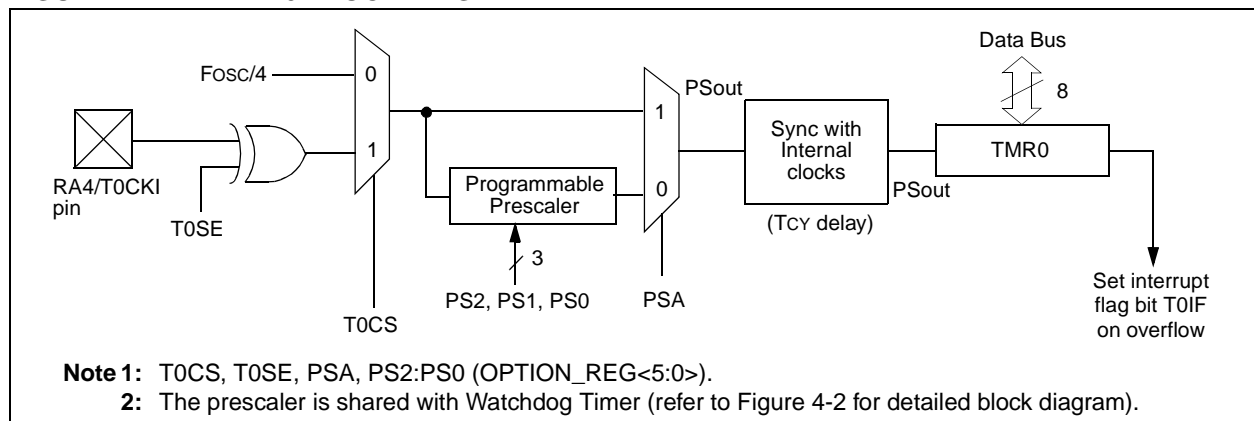 Data Bus
FOSC/4
0
8
PSout
1
1
Sync with
Internal
clocks
TMR0
RA4/T0CKI
pin
Programmable
Prescaler
0
PSout
T0SE
(TCY delay)
3
PS2, PS1, PS0
PSA
Set interrupt
flag bit T0IF
on overflow
T0CS
Note 1: T0CS, T0SE, PSA, PS2:PS0 (OPTION_REG<5:0>).
2: The prescaler is shared with Watchdog Timer (refer to Figure 4-2 for detailed block diagram).